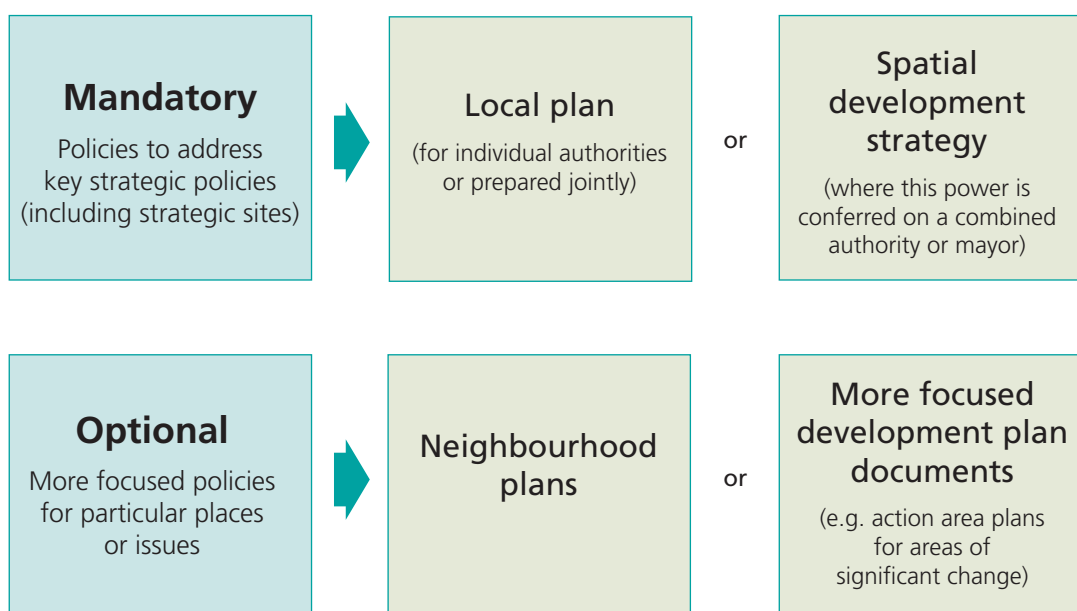 Mandatory
Policies to address
key strategic policies
(including strategic sites)
Local plan
(for individual authorities
or prepared jointly)
or
Spatial
development
strategy
(where this power is
conferred on a combined
authority or mayor)
Optional
More focused policies
for particular places
or issues
Neighbourhood
plans
or
More focused
development plan
documents
(e.g. action area plans
for areas of
significant change)